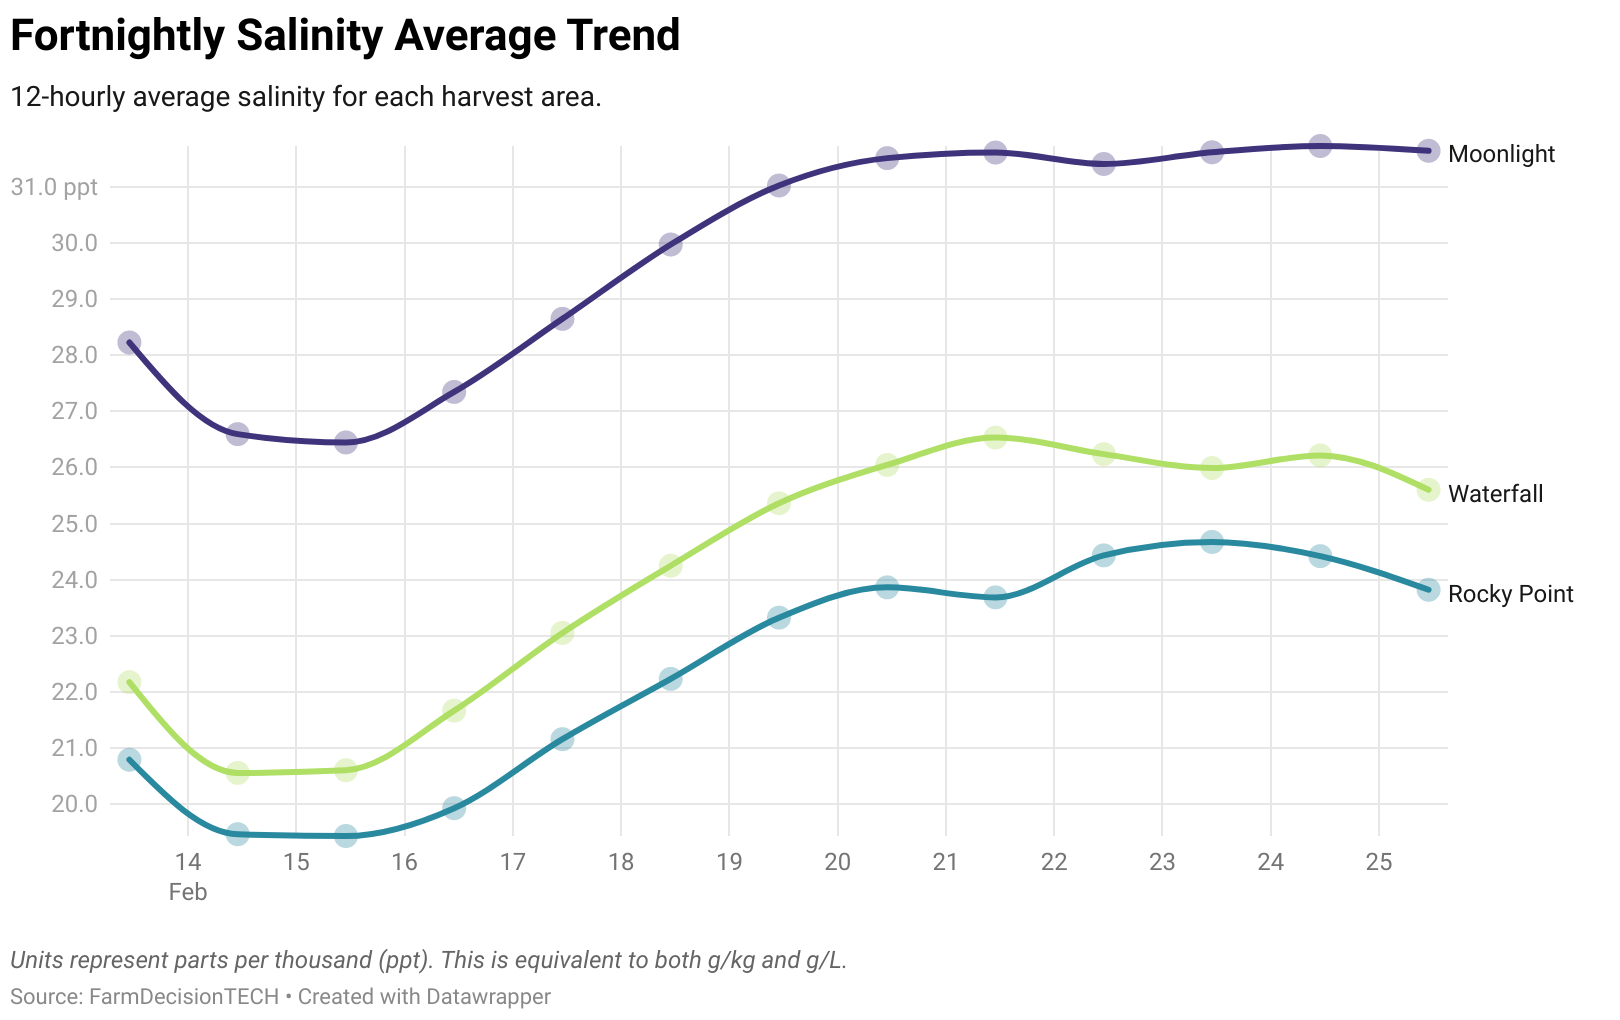 Fortnightly Salinity Average Trend
12-hourly average salinity for each harvest area.
Moonlight
31.0 ppt
30.0
29.0
28.0
27.0
26.0
Waterfall
25.0
24.0
Rocky Point
23.0
22.0
21.0
20.0
14 15 16 17 18 19 20 21 22 23 24 25
Feb
Units represent parts per thousand (ppt). This is equivalent to both g/kg and g/L.
Source: FarmDecisionTECH • Created with Datawrapper